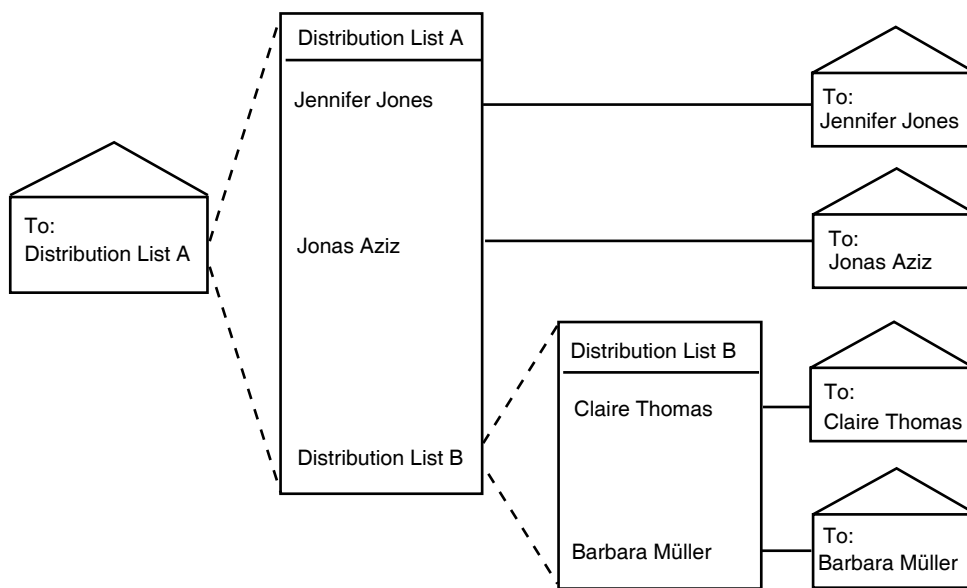 To:
Distribution List A
Distribution List A
Jennifer Jones
Jonas Aziz
Distribution List B
Distribution List B
Claire Thomas
Barbara Müller
To:
Jennifer Jones
To:
Jonas Aziz
To:
Claire Thomas
To:
Barbara Müller